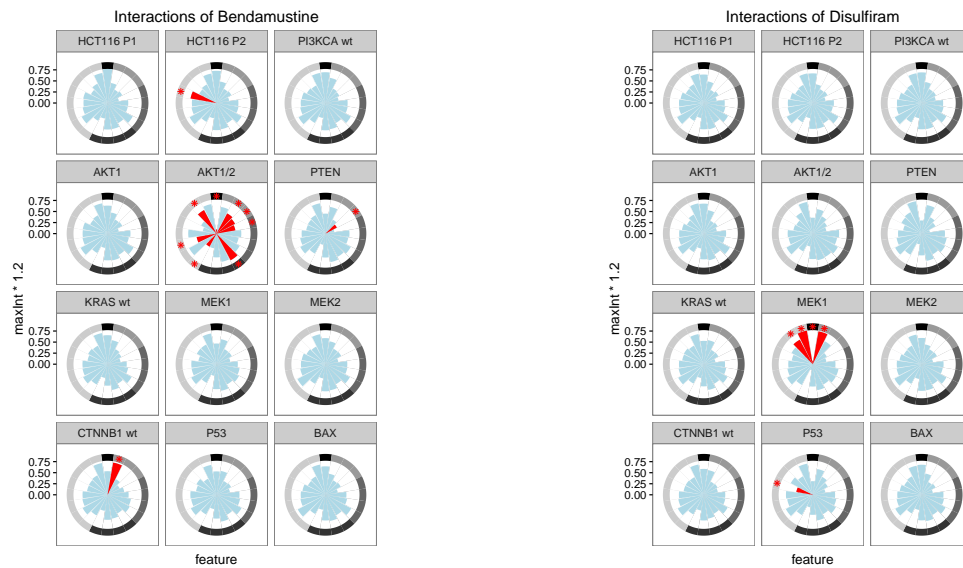 Interactions of Bendamustine
HCT116 P1
HCT116 P2
PI3KCA wt
0.75
0.50
0.25
0.00
AKT1
AKT1/2
PTEN
0.75
0.50
0.25
0.00
KRAS wt
MEK1
MEK2
0.75
0.50
0.25
0.00
CTNNB1 wt
P53
BAX
0.75
0.50
0.25
0.00
maxInt * 1.2
feature
Interactions of Disulfiram
HCT116 P1
HCT116 P2
PI3KCA wt
0.75
0.50
0.25
0.00
AKT1
AKT1/2
PTEN
0.75
0.50
0.25
0.00
KRAS wt
MEK1
MEK2
0.75
0.50
0.25
0.00
CTNNB1 wt
P53
BAX
0.75
0.50
0.25
0.00
maxInt * 1.2
feature